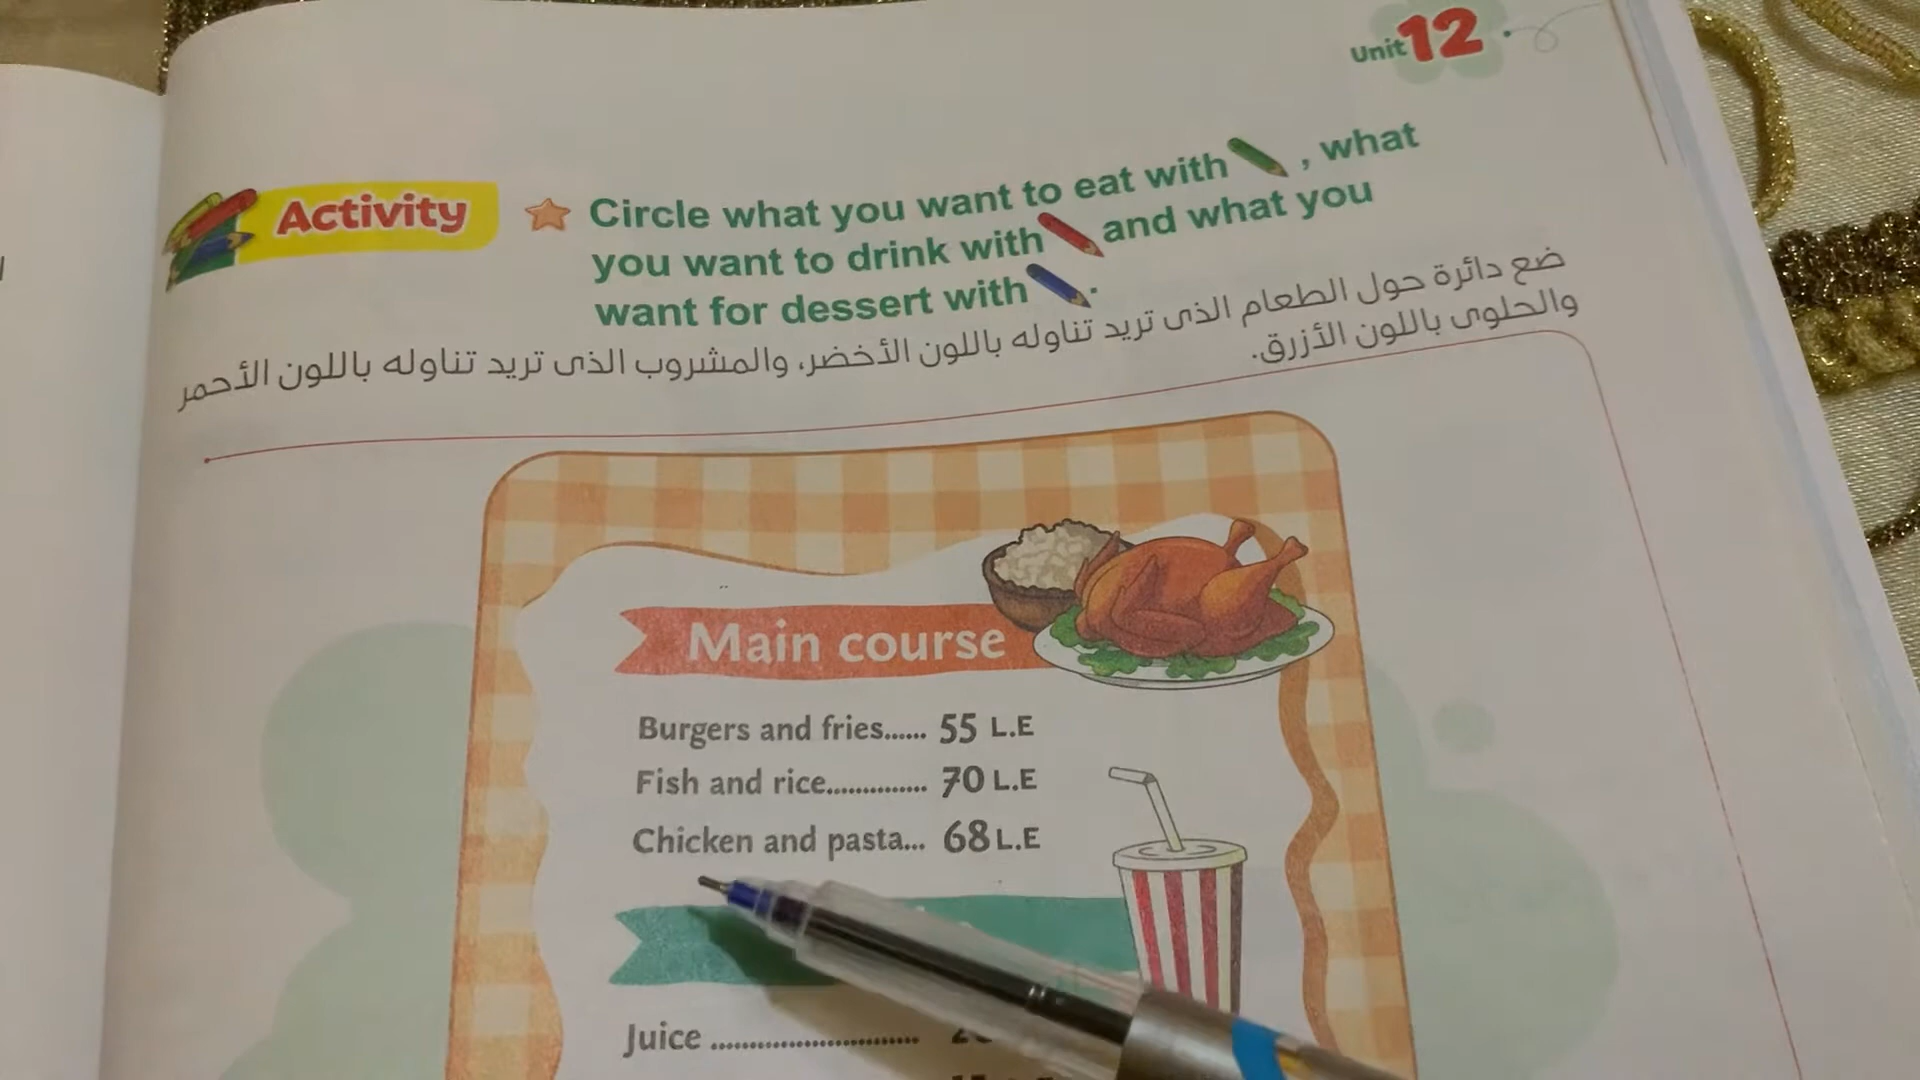 Unit 12
Activity
Circle what you want to eat with , what
you want to drink with and what you
want for dessert with .
ضع دائرة حول الطعام الذى تريد تناوله باللون الأخضر، والمشروب الذى تريد تناوله باللون الأحمر
والحلوى باللون الأزرق.
Main course
Burgers and fries...... 55 L.E
Fish and rice.............. 70 L.E
Chicken and pasta... 68 L.E
Juice ............................